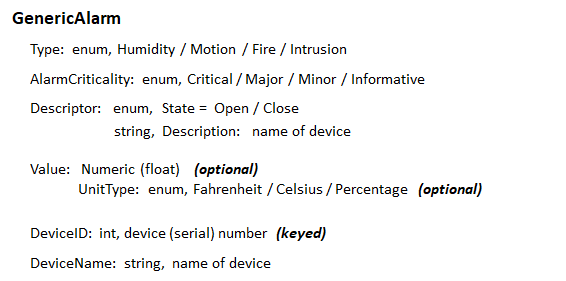 GenericAlarm
Type: enum, Humidity / Motion / Fire / Intrusion
AlarmCriticality: enum, Critical / Major / Minor / Informative
Descriptor: enum, State = Open / Close
string, Description: name of device
Value: Numeric (float) (optional)
UnitType: enum, Fahrenheit / Celsius / Percentage (optional)
DeviceID: int, device (serial) number (keyed)
DeviceName: string, name of device